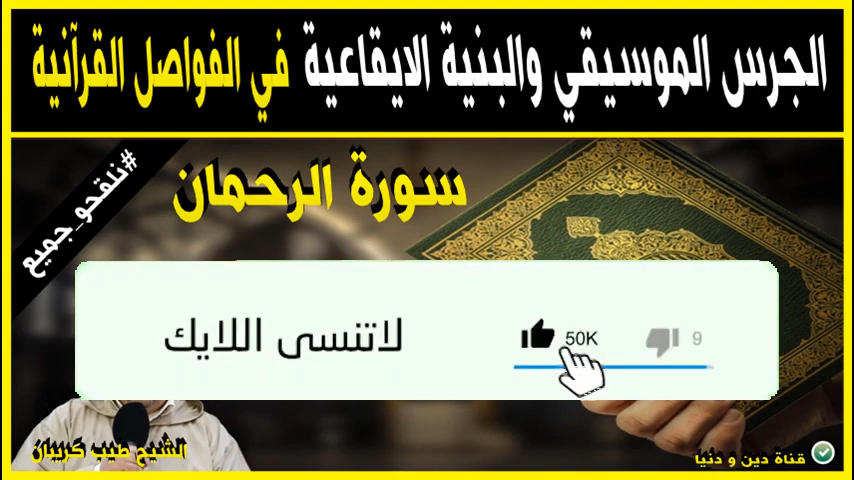 الجرس الموسيقي والبنية الايقاعية في الفواصل القرآنية
سورة الرحمان
#نلقحو_جميع
لاتنسى اللايك
50K
9
الشيخ طيب كريبان
قناة دين و دنيا